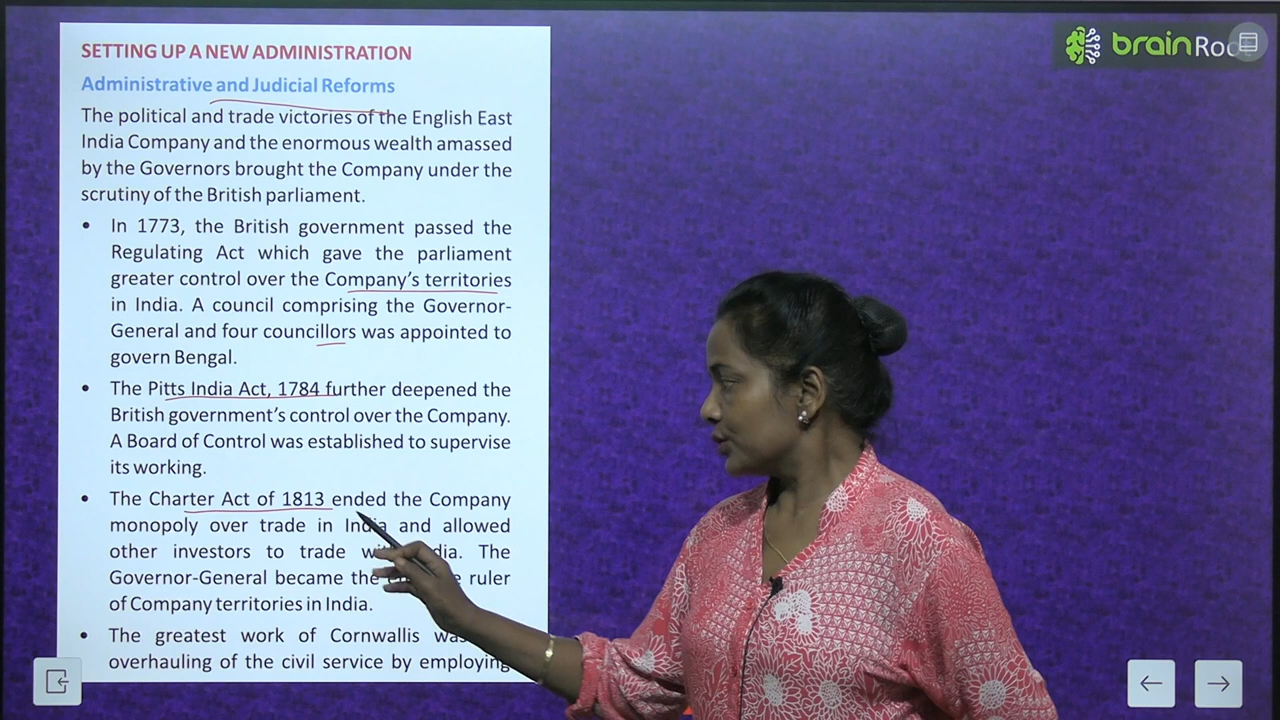 SETTING UP A NEW ADMINISTRATION
Administrative and Judicial Reforms
The political and trade victories of the English East
India Company and the enormous wealth amassed
by the Governors brought the Company under the
scrutiny of the British parliament.
• In 1773, the British government passed the
Regulating Act which gave the parliament
greater control over the Company's territories
in India. A council comprising the Governor-
General and four councillors was appointed to
govern Bengal.
• The Pitts India Act, 1784 further deepened the
British government's control over the Company.
A Board of Control was established to supervise
its working.
• The Charter Act of 1813 ended the Company
monopoly over trade in India and allowed
other investors to trade The
Governor-General became the ruler
of Company territories in India.
• The greatest work of Cornwallis
overhauling of the civil service by employing
brain